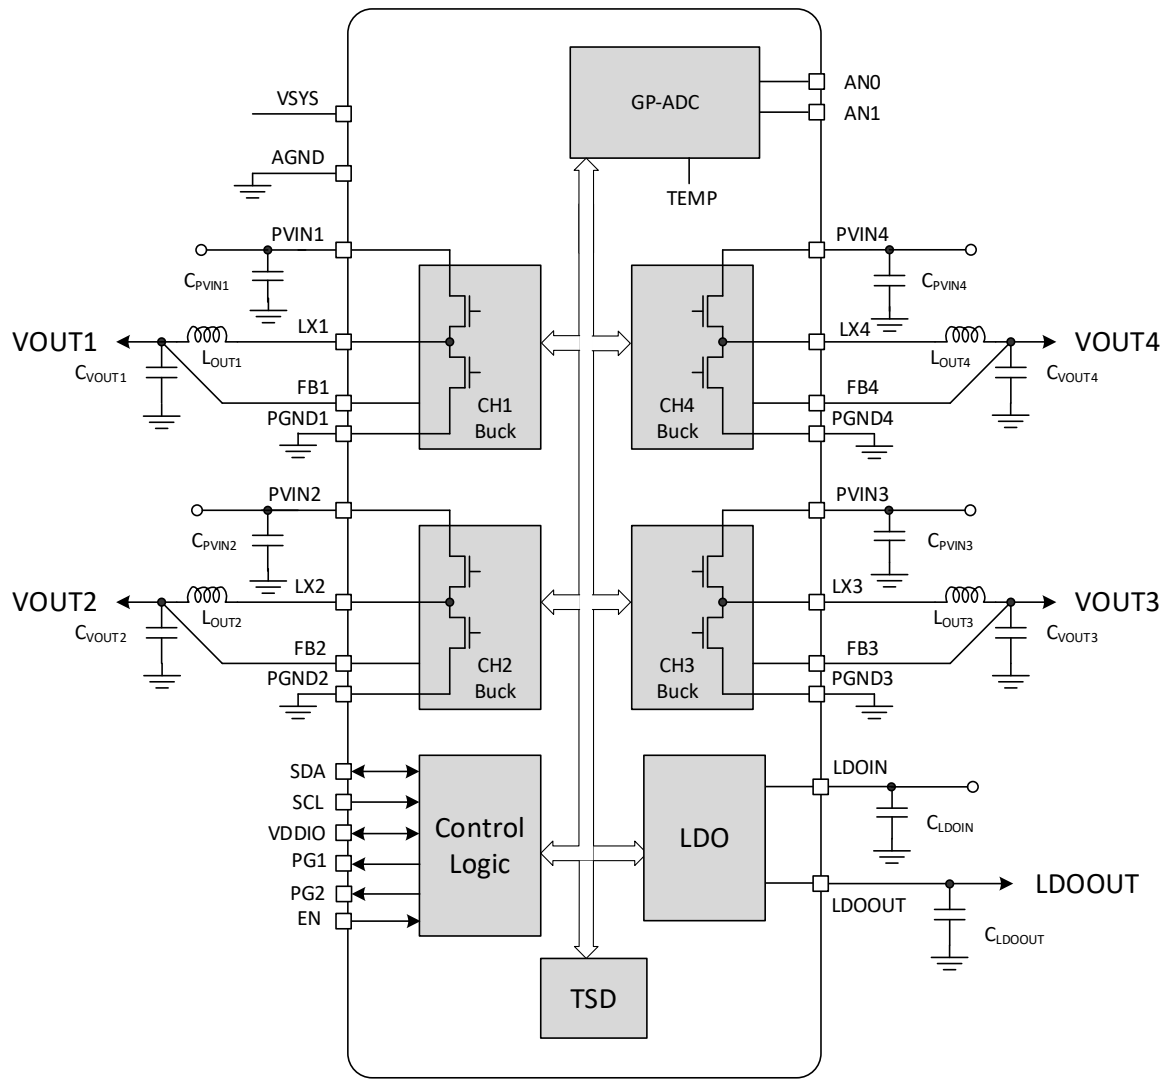 GP-ADC
AN0
AN1
TEMP
VSYS
AGND
PVIN1
CPVIN1
LX1
VOUT1
LOUT1
CVOUT1
FB1
PGND1
CH1
Buck
PVIN4
CPVIN4
LX4
VOUT4
LOUT4
CVOUT4
FB4
PGND4
CH4
Buck
PVIN2
CPVIN2
LX2
VOUT2
LOUT2
CVOUT2
FB2
PGND2
CH2
Buck
PVIN3
CPVIN3
LX3
VOUT3
LOUT3
CVOUT3
FB3
PGND3
CH3
Buck
SDA
SCL
VDDIO
PG1
PG2
EN
Control
Logic
LDO
LDOIN
CLDOIN
LDOOUT
LDOOUT
CLDOOUT
TSD